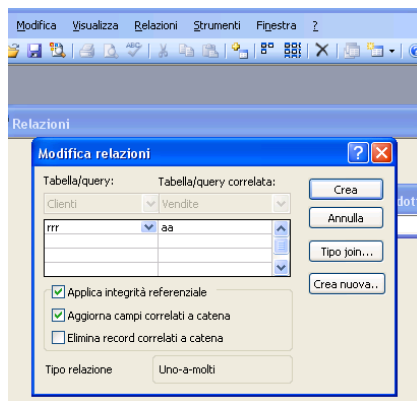 Modifica Visualizza Relazioni Strumenti Finestra ?
Relazioni
Modifica relazioni
Tabella/query: Tabella/query correlata:
Clienti Vendite
rrr aa
Crea
Annulla
Tipo join...
Crea nuova..
Applica integrità referenziale
Aggiorna campi correlati a catena
Elimina record correlati a catena
Tipo relazione Uno-a-molti